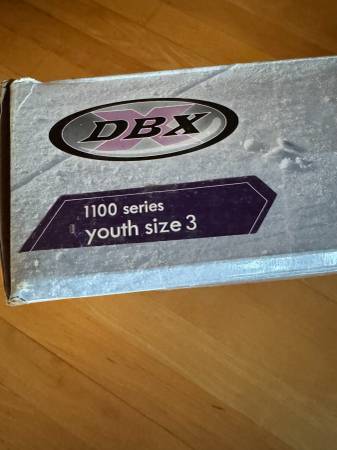 DBX
1100 series
youth size 3